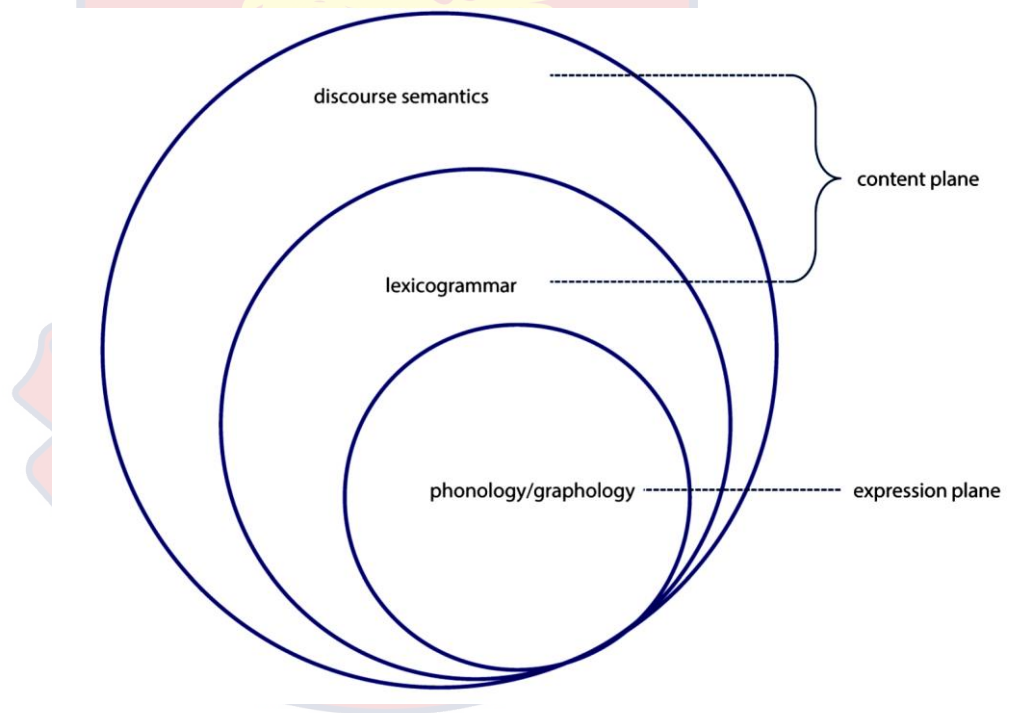 discourse semantics
content plane
lexicogrammar
phonology/graphology
expression plane